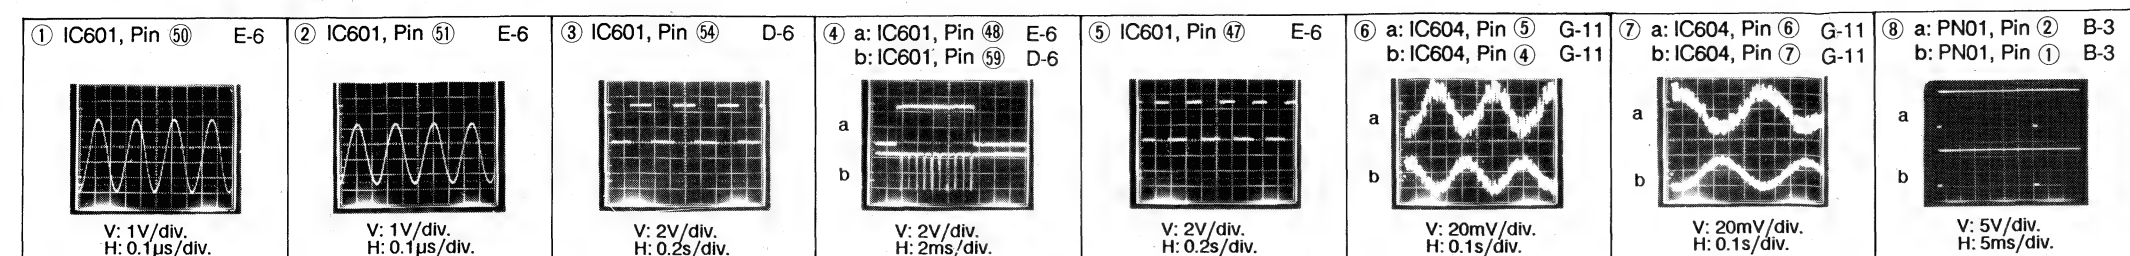 ① IC601, Pin ㊿ E-6
V: 1V/div.
H: 0.1µs/div.
② IC601, Pin 51 E-6
V: 1V/div.
H: 0.1µs/div.
③ IC601, Pin 54 D-6
V: 2V/div.
H: 0.2s/div.
④ a: IC601, Pin ㊽ E-6
b: IC601, Pin 59 D-6
a
b
V: 2V/div.
H: 2ms/div.
⑤ IC601, Pin ㊼ E-6
V: 2V/div.
H: 0.2s/div.
⑥ a: IC604, Pin ⑤ G-11
b: IC604, Pin ④ G-11
a
b
V: 20mV/div.
H: 0.1s/div.
⑦ a: IC604, Pin ⑥ G-11
b: IC604, Pin ⑦ G-11
a
b
V: 20mV/div.
H: 0.1s/div.
⑧ a: PN01, Pin ② B-3
b: PN01, Pin ① B-3
a
b
V: 5V/div.
H: 5ms/div.